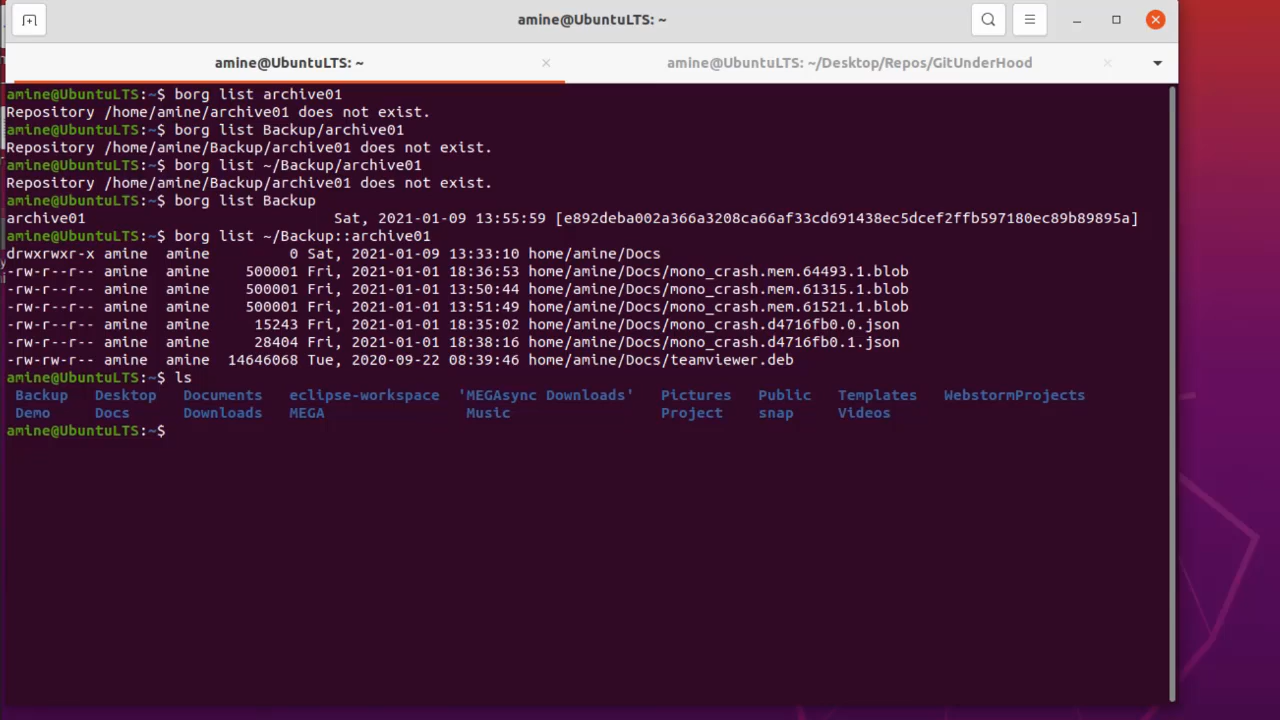 amine@UbuntuLTS: ~
amine@UbuntuLTS: ~
amine@UbuntuLTS: ~/Desktop/Repos/GitUnderHood
amine@UbuntuLTS:~$ borg list archive01
Repository /home/amine/archive01 does not exist.
amine@UbuntuLTS:~$ borg list Backup/archive01
Repository /home/amine/Backup/archive01 does not exist.
amine@UbuntuLTS:~$ borg list ~/Backup/archive01
Repository /home/amine/Backup/archive01 does not exist.
amine@UbuntuLTS:~$ borg list Backup
archive01 Sat, 2021-01-09 13:55:59 [e892deba002a366a3208ca66af33cd691438ec5dcef2ffb597180ec89b89895a]
amine@UbuntuLTS:~$ borg list ~/Backup::archive01
drwxrwxr-x amine amine 0 Sat, 2021-01-09 13:33:10 home/amine/Docs
-rw-r--r-- amine amine 500001 Fri, 2021-01-01 18:36:53 home/amine/Docs/mono_crash.mem.64493.1.blob
-rw-r--r-- amine amine 500001 Fri, 2021-01-01 13:50:44 home/amine/Docs/mono_crash.mem.61315.1.blob
-rw-r--r-- amine amine 500001 Fri, 2021-01-01 13:51:49 home/amine/Docs/mono_crash.mem.61521.1.blob
-rw-r--r-- amine amine 15243 Fri, 2021-01-01 18:35:02 home/amine/Docs/mono_crash.d4716fb0.0.json
-rw-r--r-- amine amine 28404 Fri, 2021-01-01 18:38:16 home/amine/Docs/mono_crash.d4716fb0.1.json
-rw-rw-r-- amine amine 14646068 Tue, 2020-09-22 08:39:46 home/amine/Docs/teamviewer.deb
amine@UbuntuLTS:~$ ls
Backup Desktop Documents eclipse-workspace 'MEGAsync Downloads' Pictures Public Templates WebstormProjects
Demo Docs Downloads MEGA Music Project snap Videos
amine@UbuntuLTS:~$